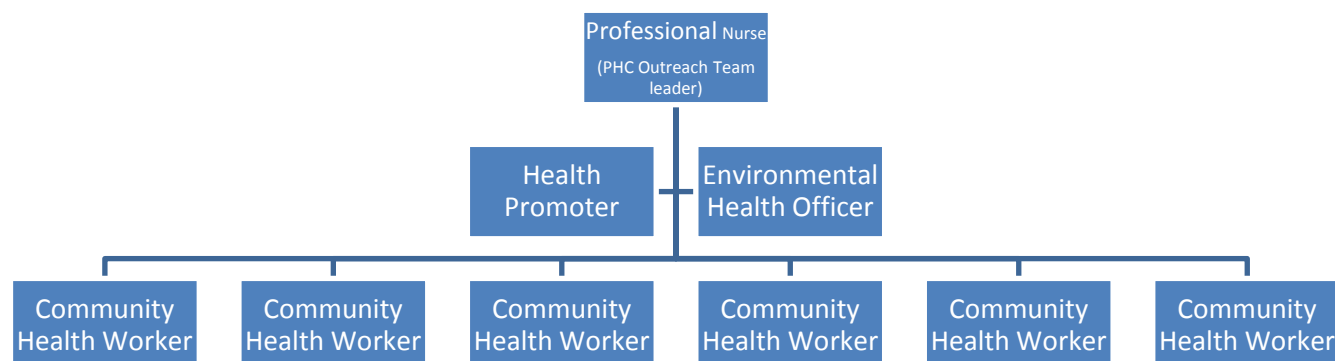 Professional Nurse
(PHC Outreach Team
leader)
Health
Promoter
Environmental
Health Officer
Community
Health Worker
Community
Health Worker
Community
Health Worker
Community
Health Worker
Community
Health Worker
Community
Health Worker